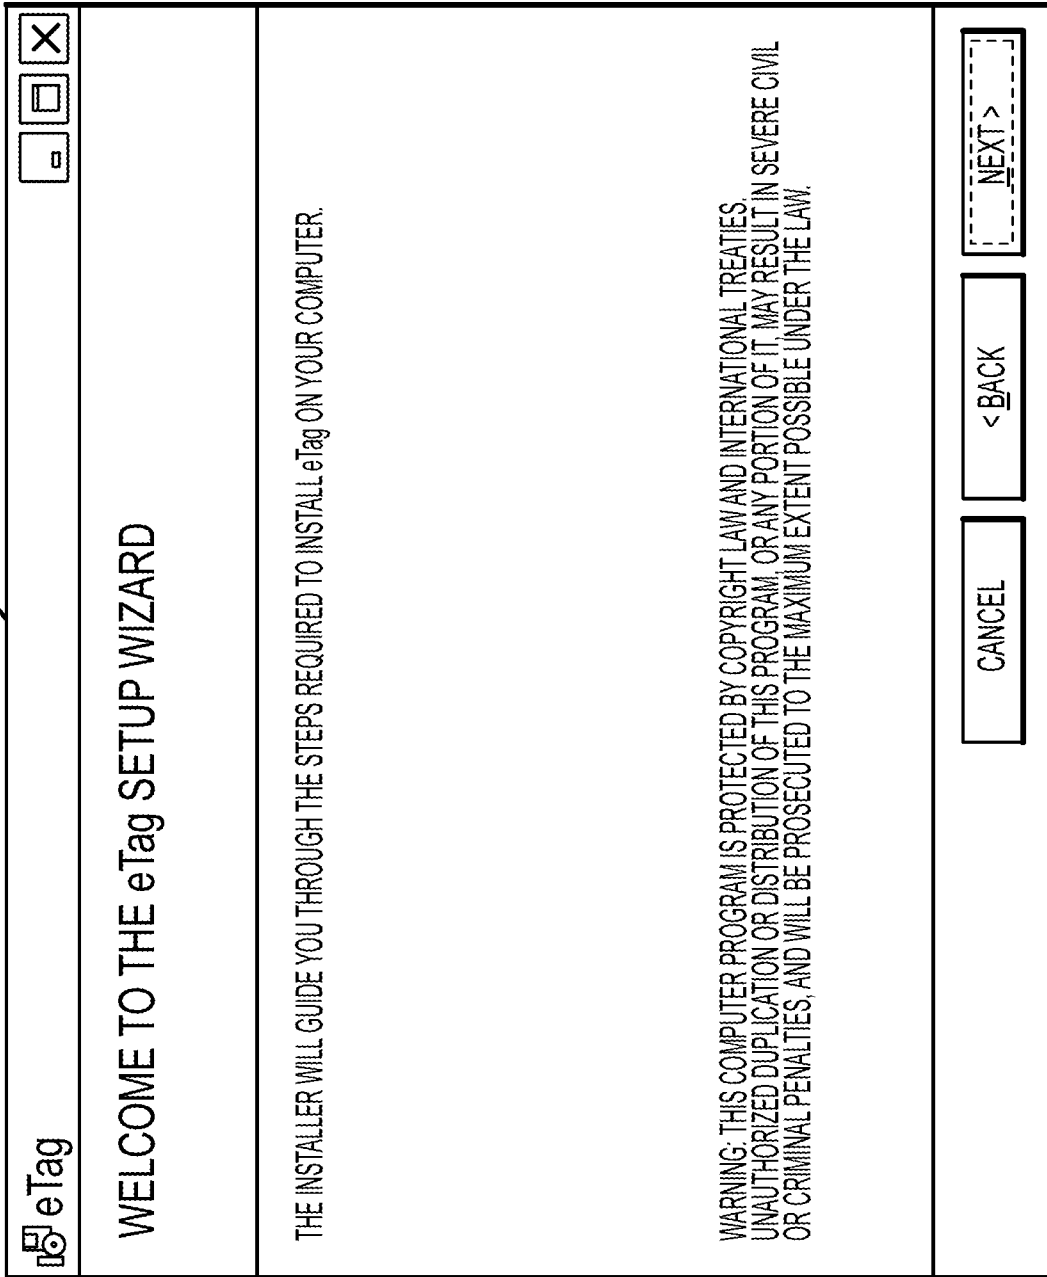 eTag
WELCOME TO THE eTag SETUP WIZARD
THE INSTALLER WILL GUIDE YOU THROUGH THE STEPS REQUIRED TO INSTALL eTag ON YOUR COMPUTER.
WARNING: THIS COMPUTER PROGRAM IS PROTECTED BY COPYRIGHT LAW AND INTERNATIONAL TREATIES.
UNAUTHORIZED DUPLICATION OR DISTRIBUTION OF THIS PROGRAM, OR ANY PORTION OF IT, MAY RESULT IN SEVERE CIVIL
OR CRIMINAL PENALTIES, AND WILL BE PROSECUTED TO THE MAXIMUM EXTENT POSSIBLE UNDER THE LAW.
CANCEL
< BACK
NEXT >